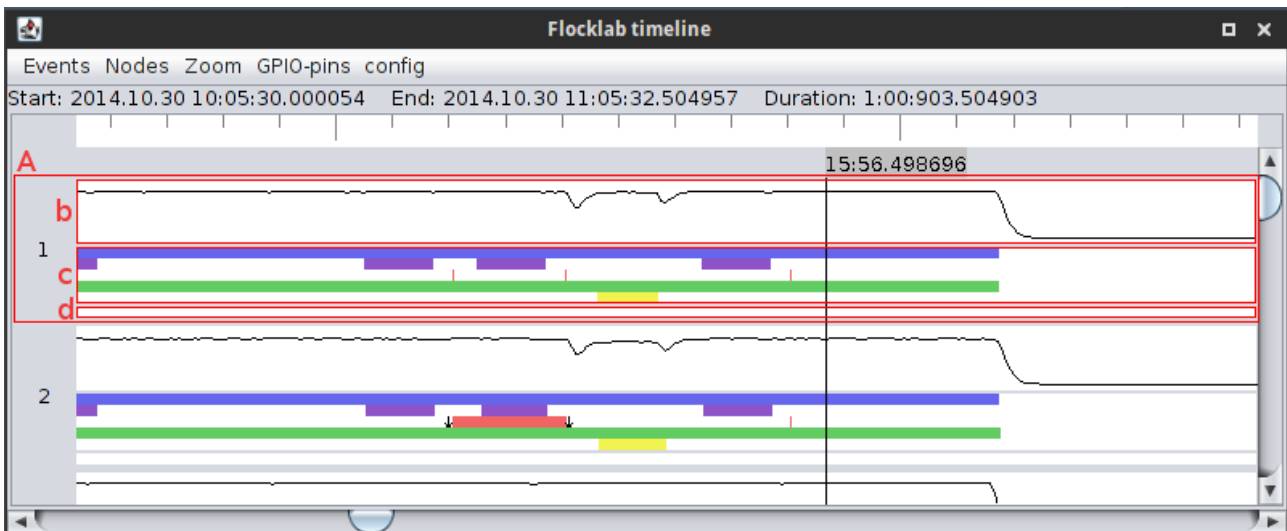 Flocklab timeline
Events Nodes Zoom GPIO-pins config
Start: 2014.10.30 10:05:30.000054 End: 2014.10.30 11:05:32.504957 Duration: 1:00:903.504903
A
15:56.498696
b
1
c
d
2